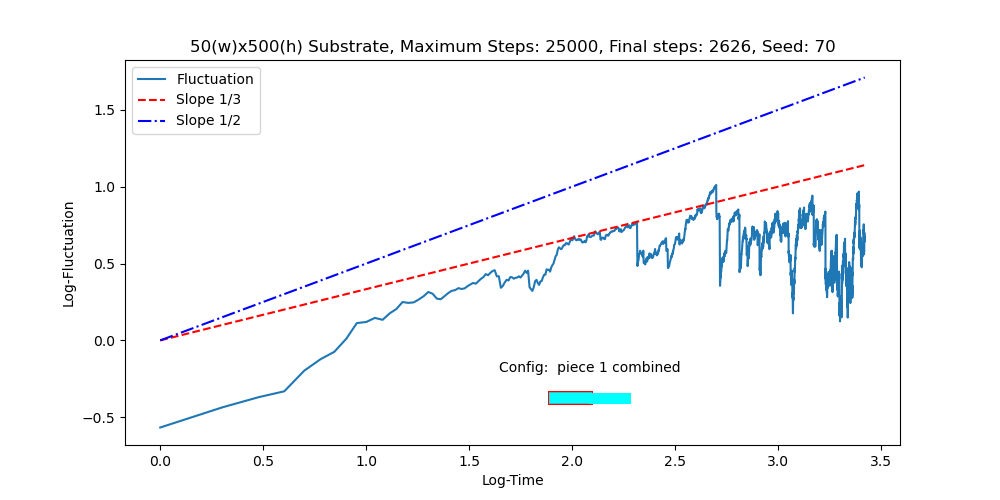 50(w)x500(h) Substrate, Maximum Steps: 25000, Final steps: 2626, Seed: 70
Fluctuation
Slope 1/3
Slope 1/2
1.5
1.0
0.5
0.0
−0.5
Log-Fluctuation
Config:  piece 1 combined
0.0 0.5 1.0 1.5 2.0 2.5 3.0 3.5
Log-Time